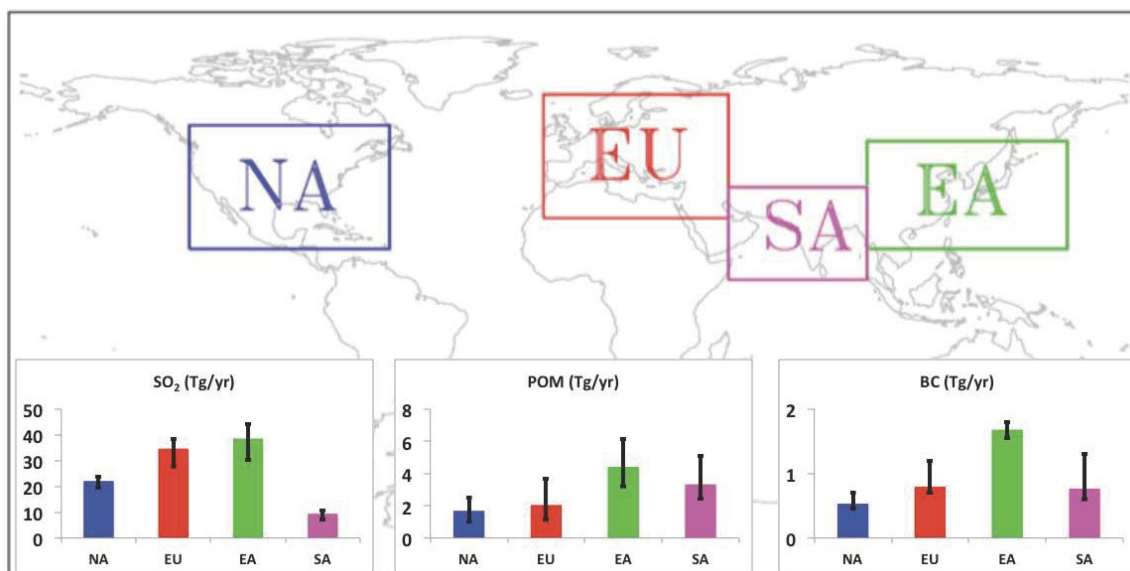 NA
EU
SA
EA
SO₂ (Tg/yr)
50
40
30
20
10
0
NA EU EA SA
POM (Tg/yr)
8
6
4
2
0
NA EU EA SA
BC (Tg/yr)
2
1
0
NA EU EA SA